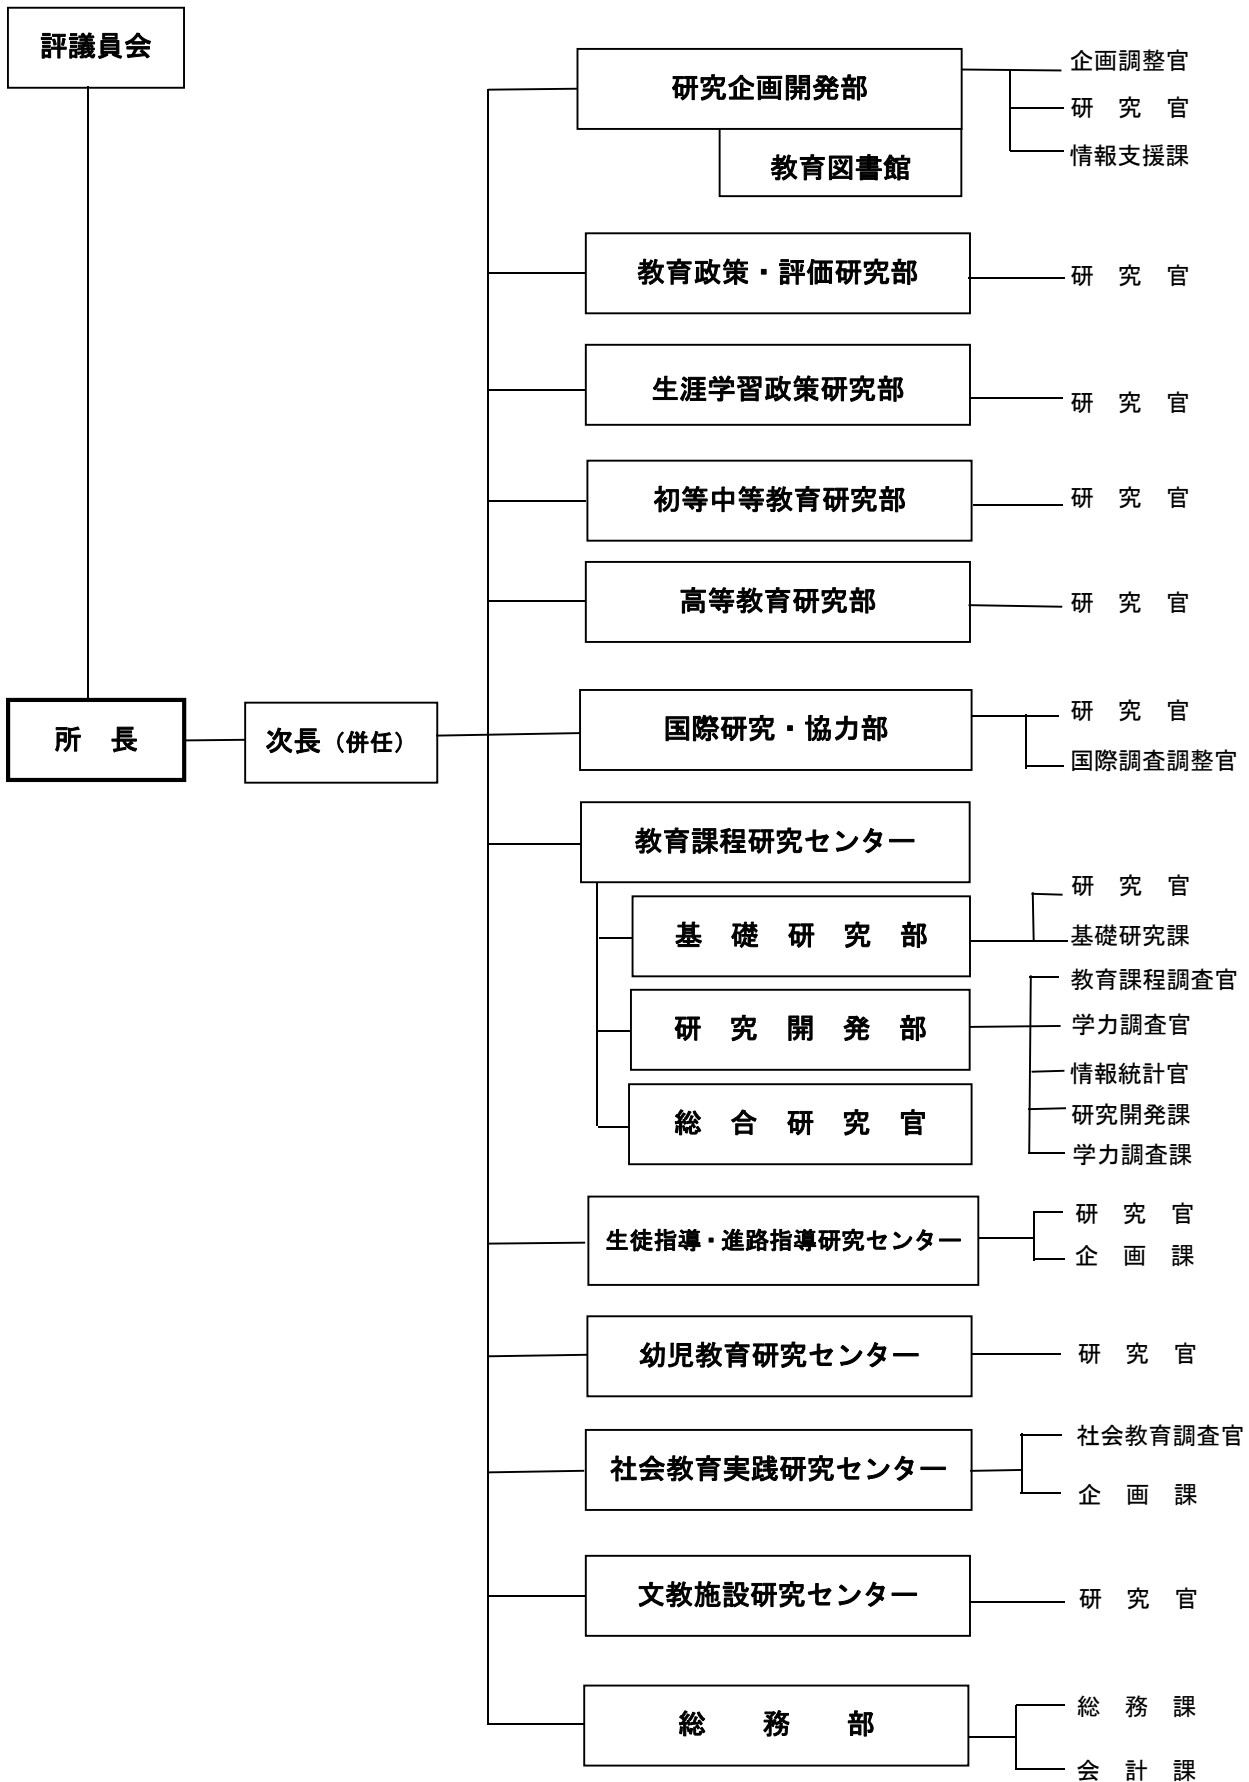 評議員会
研究企画開発部
企画調整官
研　究　官
情報支援課
教育図書館
教育政策・評価研究部
研　究　官
生涯学習政策研究部
研　究　官
初等中等教育研究部
研　究　官
高等教育研究部
研　究　官
所　長
次長（併任）
国際研究・協力部
研　究　官
国際調査調整官
教育課程研究センター
基　礎　研　究　部
研　究　官
基礎研究課
研　究　開　発　部
教育課程調査官
学力調査官
情報統計官
研究開発課
学力調査課
総　合　研　究　官
生徒指導・進路指導研究センター
研　究　官
企　画　課
幼児教育研究センター
研　究　官
社会教育実践研究センター
社会教育調査官
企　画　課
文教施設研究センター
研　究　官
総　　務　　部
総　務　課
会　計　課